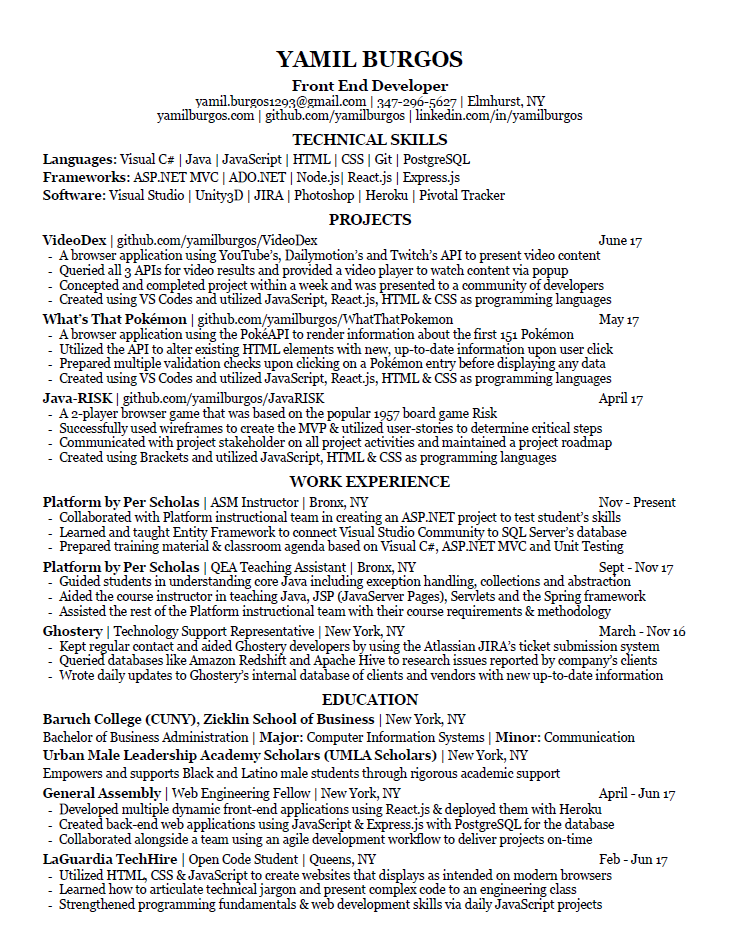 YAMIL BURGOS
Front End Developer
yamil.burgos1293@gmail.com | 347-296-5627 | Elmhurst, NY
yamilburgos.com | github.com/yamilburgos | linkedin.com/in/yamilburgos
TECHNICAL SKILLS
Languages: Visual C# | Java | JavaScript | HTML | CSS | Git | PostgreSQL
Frameworks: ASP.NET MVC | ADO.NET | Node.js| React.js | Express.js
Software: Visual Studio | Unity3D | JIRA | Photoshop | Heroku | Pivotal Tracker
PROJECTS
VideoDex | github.com/yamilburgos/VideoDex June 17
- A browser application using YouTube's, Dailymotion's and Twitch's API to present video content
- Queried all 3 APIs for video results and provided a video player to watch content via popup
- Concepted and completed project within a week and was presented to a community of developers
- Created using VS Codes and utilized JavaScript, React.js, HTML & CSS as programming languages
What's That Pokémon | github.com/yamilburgos/WhatThatPokemon May 17
- A browser application using the PokéAPI to render information about the first 151 Pokémon
- Utilized the API to alter existing HTML elements with new, up-to-date information upon user click
- Prepared multiple validation checks upon clicking on a Pokémon entry before displaying any data
- Created using VS Codes and utilized JavaScript, React.js, HTML & CSS as programming languages
Java-RISK | github.com/yamilburgos/JavaRISK April 17
- A 2-player browser game that was based on the popular 1957 board game Risk
- Successfully used wireframes to create the MVP & utilized user-stories to determine critical steps
- Communicated with project stakeholder on all project activities and maintained a project roadmap
- Created using Brackets and utilized JavaScript, HTML & CSS as programming languages
WORK EXPERIENCE
Platform by Per Scholas | ASM Instructor | Bronx, NY Nov - Present
- Collaborated with Platform instructional team in creating an ASP.NET project to test student's skills
- Learned and taught Entity Framework to connect Visual Studio Community to SQL Server's database
- Prepared training material & classroom agenda based on Visual C#, ASP.NET MVC and Unit Testing
Platform by Per Scholas | QEA Teaching Assistant | Bronx, NY Sept - Nov 17
- Guided students in understanding core Java including exception handling, collections and abstraction
- Aided the course instructor in teaching Java, JSP (JavaServer Pages), Servlets and the Spring framework
- Assisted the rest of the Platform instructional team with their course requirements & methodology
Ghostery | Technology Support Representative | New York, NY March - Nov 16
- Kept regular contact and aided Ghostery developers by using the Atlassian JIRA's ticket submission system
- Queried databases like Amazon Redshift and Apache Hive to research issues reported by company's clients
- Wrote daily updates to Ghostery's internal database of clients and vendors with new up-to-date information
EDUCATION
Baruch College (CUNY), Zicklin School of Business | New York, NY
Bachelor of Business Administration | Major: Computer Information Systems | Minor: Communication
Urban Male Leadership Academy Scholars (UMLA Scholars) | New York, NY
Empowers and supports Black and Latino male students through rigorous academic support
General Assembly | Web Engineering Fellow | New York, NY April - Jun 17
- Developed multiple dynamic front-end applications using React.js & deployed them with Heroku
- Created back-end web applications using JavaScript & Express.js with PostgreSQL for the database
- Collaborated alongside a team using an agile development workflow to deliver projects on-time
LaGuardia TechHire | Open Code Student | Queens, NY Feb - Jun 17
- Utilized HTML, CSS & JavaScript to create websites that displays as intended on modern browsers
- Learned how to articulate technical jargon and present complex code to an engineering class
- Strengthened programming fundamentals & web development skills via daily JavaScript projects